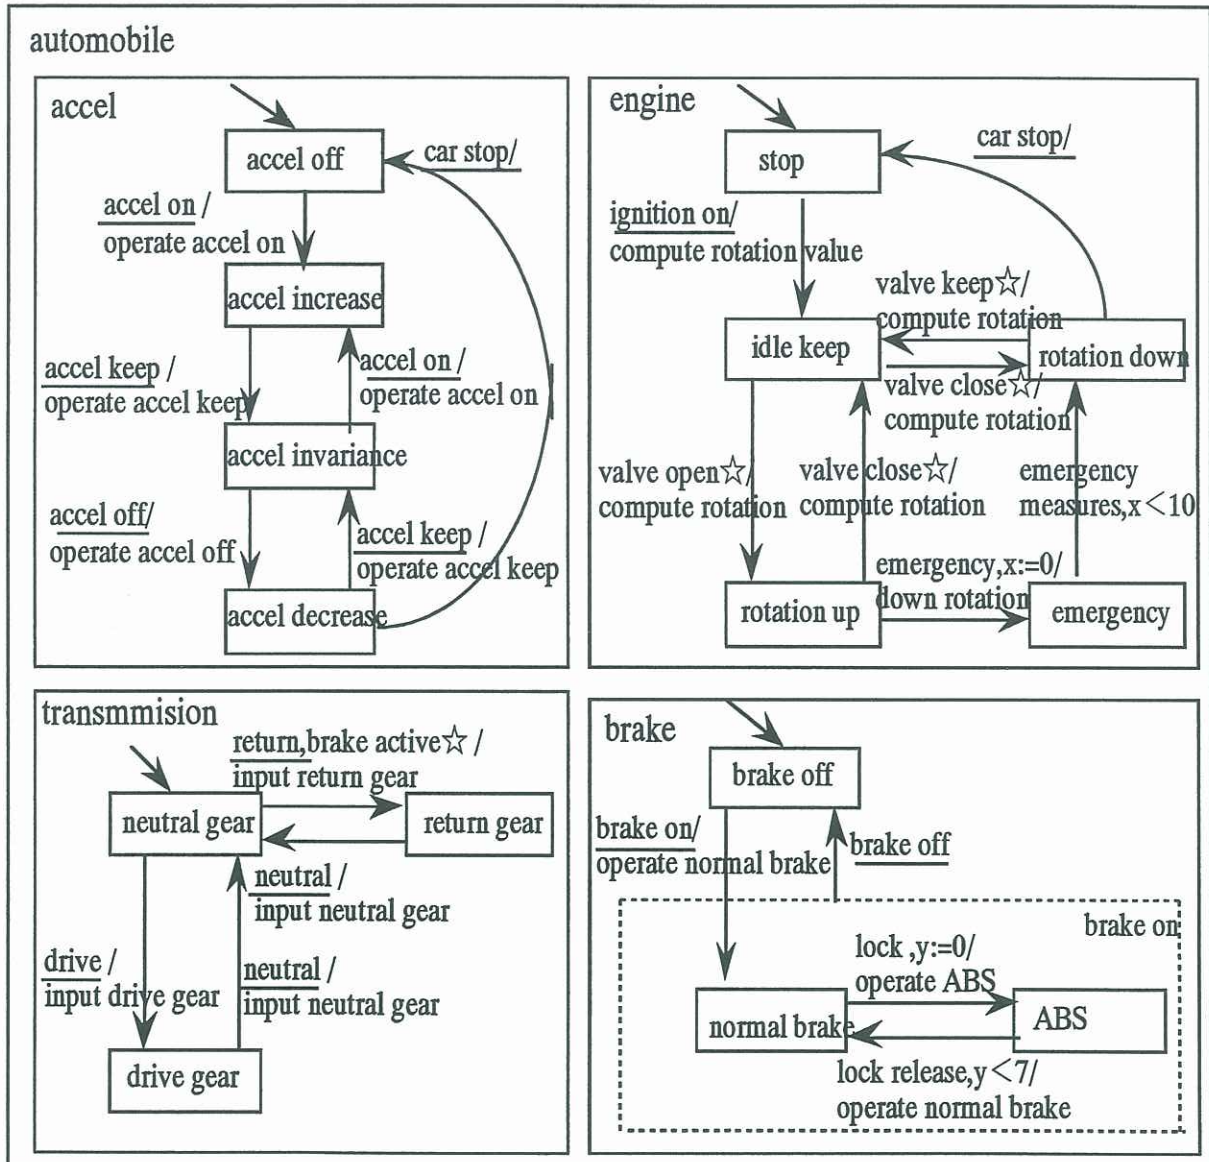 automobile
accel
accel off
car stop/
accel on /
operate accel on
accel increase
accel keep /
operate accel keep
accel on /
operate accel on
accel invariance
accel off/
operate accel off
accel keep /
operate accel keep
accel decrease
engine
stop
car stop/
ignition on/
compute rotation value
valve keep☆/
compute rotation
idle keep
rotation down
valve close☆/
compute rotation
valve open☆/
compute rotation
valve close☆/
compute rotation
emergency
measures,x<10
emergency,x:=0/
down rotation
rotation up
emergency
transmmision
return,brake active☆ /
input return gear
neutral gear
return gear
neutral /
input neutral gear
drive /
input drive gear
neutral /
input neutral gear
drive gear
brake
brake off
brake on/
operate normal brake
brake off
brake on
lock ,y:=0/
operate ABS
normal brake
ABS
lock release,y<7/
operate normal brake